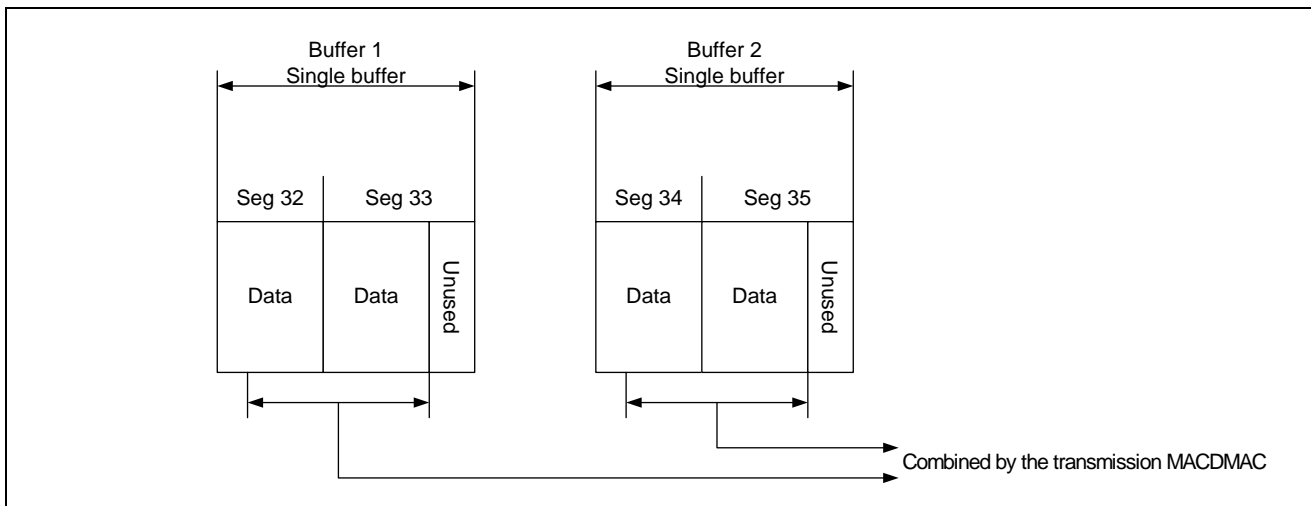 Buffer 1
Single buffer
Buffer 2
Single buffer
Seg 32
Seg 33
Seg 34
Seg 35
Data
Data
Unused
Data
Data
Unused
Combined by the transmission MACDMAC